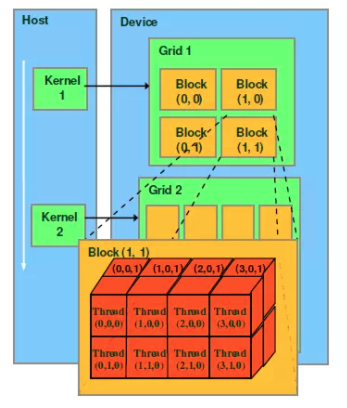 Host
Device
Grid 1
Kernel
1
Block
(0, 0)
Block
(1, 0)
Block
(0, 1)
Block
(1, 1)
Grid 2
Kernel
2
Block (1, 1)
(0,0,1) (1,0,1) (2,0,1) (3,0,1)
Thread Thread Thread Thread
(0,0,0) (1,0,0) (2,0,0) (3,0,0)
Thread Thread Thread Thread
(0,1,0) (1,1,0) (2,1,0) (3,1,0)